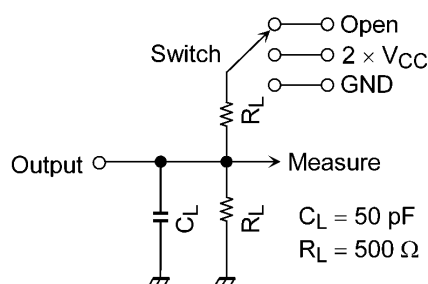 Switch
Open
2 × VCC
GND
RL
Output
Measure
CL
RL
CL = 50 pF
RL = 500 Ω